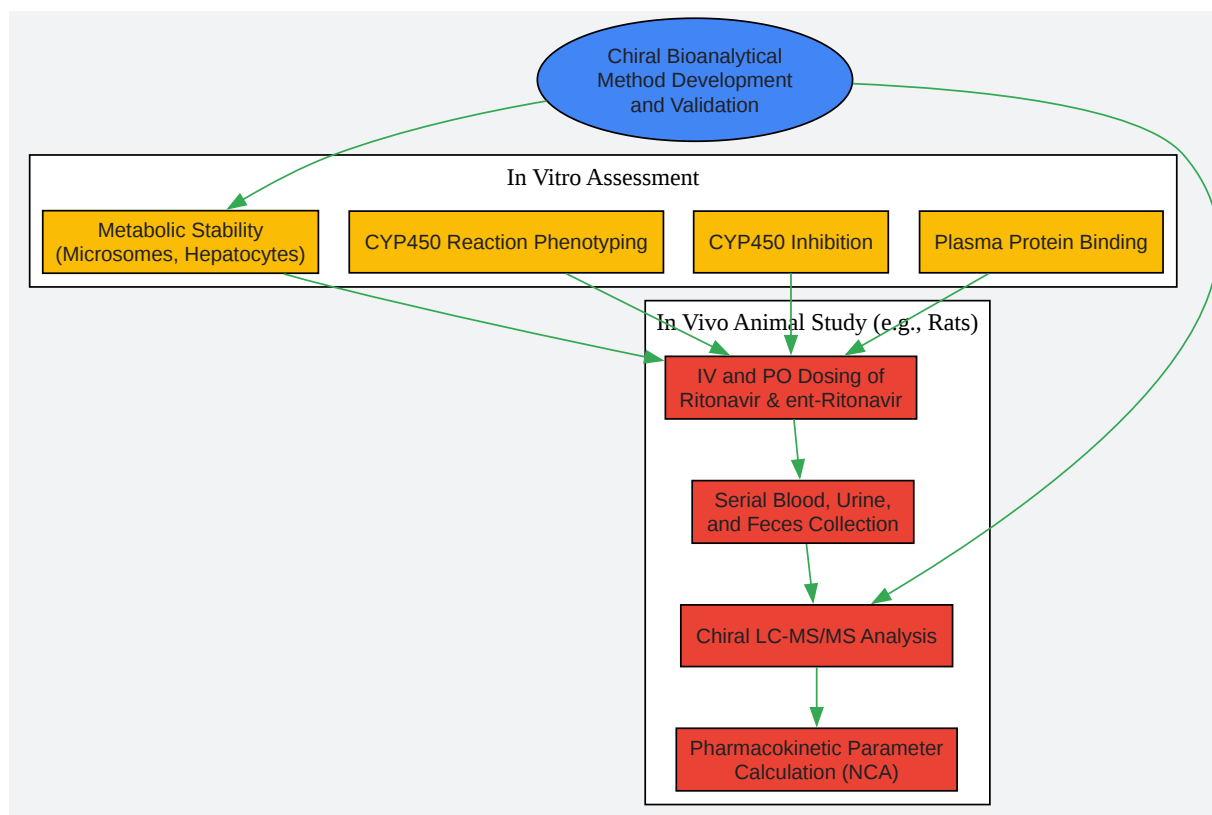 Chiral Bioanalytical
Method Development
and Validation
In Vitro Assessment
Metabolic Stability
(Microsomes, Hepatocytes)
CYP450 Reaction Phenotyping
CYP450 Inhibition
Plasma Protein Binding
In Vivo Animal Study (e.g., Rats)
IV and PO Dosing of
Ritonavir & ent-Ritonavir
Serial Blood, Urine,
and Feces Collection
Chiral LC-MS/MS Analysis
Pharmacokinetic Parameter
Calculation (NCA)